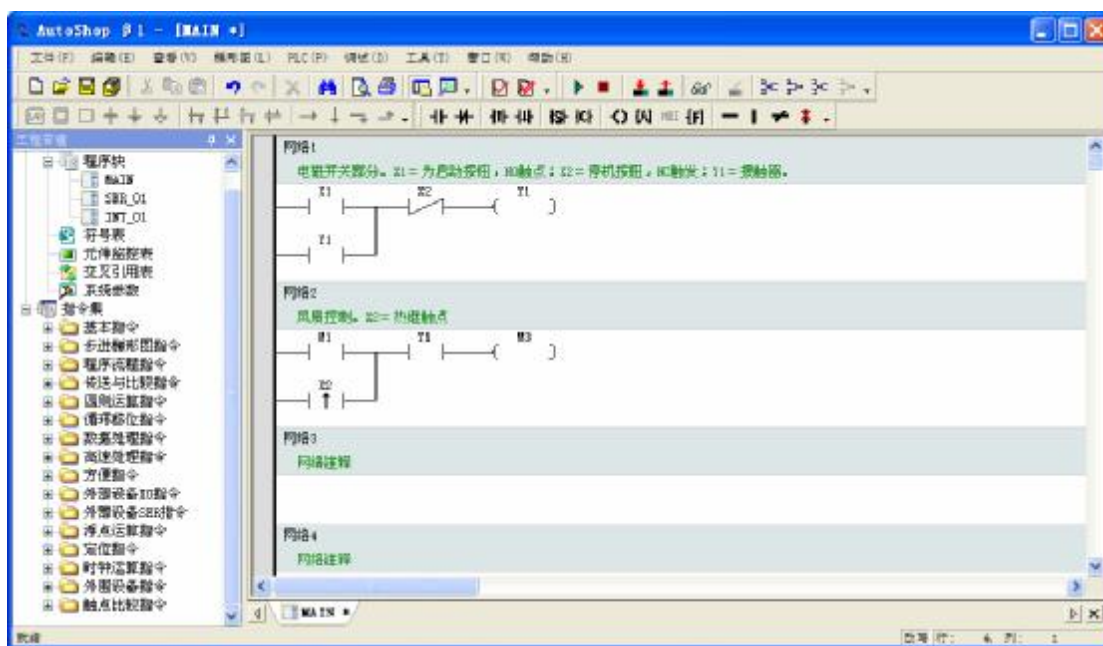 AutoShop β1 - [MAIN *]
文件(F) 编辑(E) 查看(V) 梯形图(L) PLC(P) 调试(D) 工具(T) 窗口(W) 帮助(H)
工程管理
程序块
MAIN
SBR_01
INT_01
符号表
元件监控表
交叉引用表
系统参数
指令集
基本指令
步进梯形图指令
程序流程指令
传送与比较指令
四则运算指令
循环移位指令
数据处理指令
高速处理指令
方便指令
外部设备IO指令
外部设备SER指令
浮点运算指令
定位指令
时钟运算指令
外围设备指令
触点比较指令
网络1
电磁开关部分。X1= 为启动按钮，NO触点；X2= 停机按钮，NC触发；Y1= 接触器。
X1 X2 Y1
Y1
网络2
风扇控制。X2= 热继触点
M1 Y1 M3
X2
网络3
网络注释
网络4
网络注释
MAIN *
就绪
行: 6, 列: 1